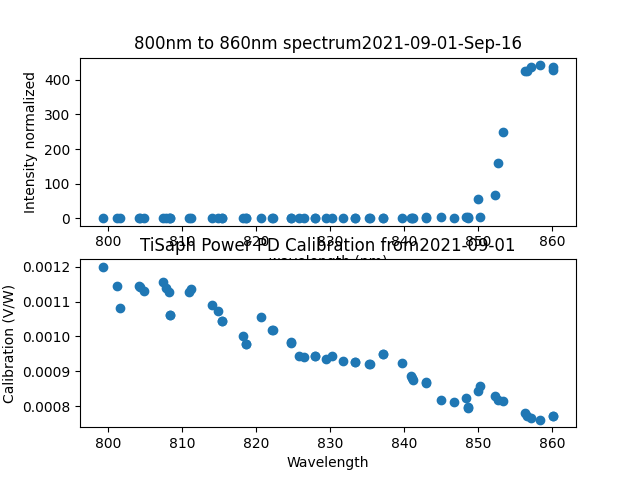 800nm to 860nm spectrum2021-09-01-Sep-16
Intensity normalized
400
300
200
100
0
800 810 820 830 840 850 860
wavelength (nm)
TiSaph Power PD Calibration from2021-09-01
Calibration (V/W)
0.0012
0.0011
0.0010
0.0009
0.0008
800 810 820 830 840 850 860
Wavelength